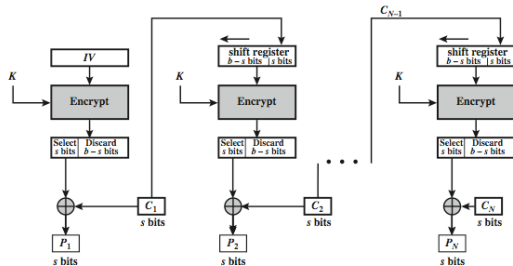 C_{N-1}
IV
shift register
b – s bits | s bits
shift register
b – s bits | s bits
K
K
K
Encrypt
Encrypt
Encrypt
Select Discard
s bits b – s bits
Select Discard
s bits b – s bits
Select Discard
s bits b – s bits
C_1
s bits
C_2
s bits
C_N
s bits
P_1
s bits
P_2
s bits
P_N
s bits